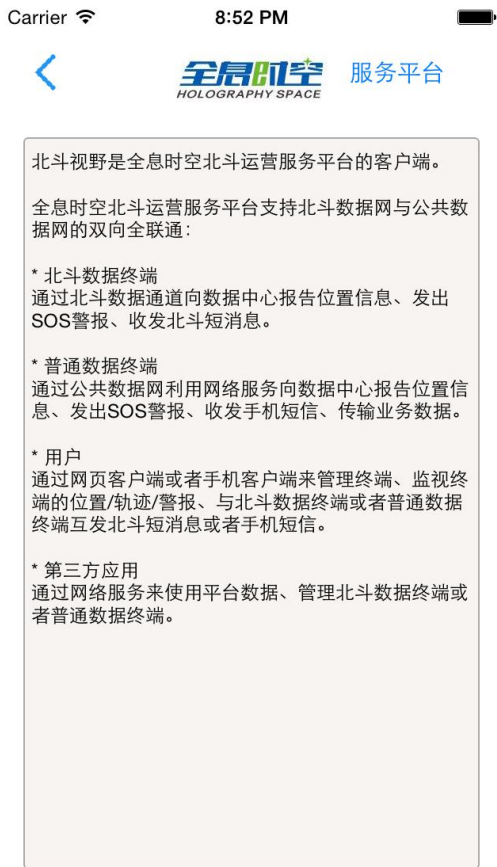 Carrier
8:52 PM
全息时空
HOLOGRAPHY SPACE
服务平台
北斗视野是全息时空北斗运营服务平台的客户端。
全息时空北斗运营服务平台支持北斗数据网与公共数
据网的双向全联通：
* 北斗数据终端
通过北斗数据通道向数据中心报告位置信息、发出
SOS警报、收发北斗短消息。
* 普通数据终端
通过公共数据网利用网络服务向数据中心报告位置信
息、发出SOS警报、收发手机短信、传输业务数据。
* 用户
通过网页客户端或者手机客户端来管理终端、监视终
端的位置/轨迹/警报、与北斗数据终端或者普通数据
终端互发北斗短消息或者手机短信。
* 第三方应用
通过网络服务来使用平台数据、管理北斗数据终端或
者普通数据终端。